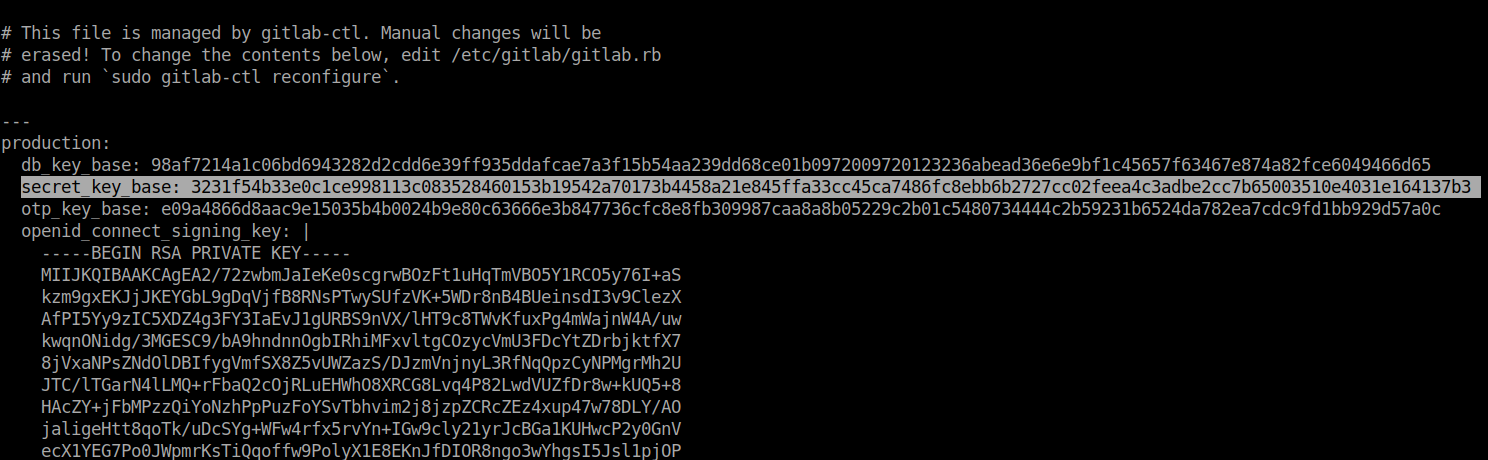 # This file is managed by gitlab-ctl. Manual changes will be
# erased! To change the contents below, edit /etc/gitlab/gitlab.rb
# and run `sudo gitlab-ctl reconfigure`.
---
production:
db_key_base: 98af7214a1c06bd6943282d2cdd6e39ff935ddafcae7a3f15b54aa239dd68ce01b0972009720123236abead36e6e9bf1c45657f63467e874a82fce6049466d65
secret_key_base: 3231f54b33e0c1ce998113c083528460153b19542a70173b4458a21e845ffa33cc45ca7486fc8ebb6b2727cc02feea4c3adbe2cc7b65003510e4031e164137b3
otp_key_base: e09a4866d8aac9e15035b4b0024b9e80c63666e3b847736cfc8e8fb309987caa8a8b05229c2b01c5480734444c2b59231b6524da782ea7cdc9fd1bb929d57a0c
openid_connect_signing_key: |
-----BEGIN RSA PRIVATE KEY-----
MIIJKQIBAAKCAgEA2/72zwbmJaIeKe0scgrwBOzFt1uHqTmVBO5Y1RCO5y76I+aS
kzm9gxEKJjJKEYGbL9gDqVjfB8RNsPTwySUfzVK+5WDr8nB4BUeinsdI3v9ClezX
AfPI5Yy9zIC5XDZ4g3FY3IaEvJ1gURBS9nVX/lHT9c8TWvKfuxPg4mWajnW4A/uw
kwqnONidg/3MGESC9/bA9hndnnOgbIRhiMFxvltgCOzycVmU3FDcYtZDrbjktfX7
8jVxaNPsZNdOlDBIfygVmfSX8Z5vUWZazS/DJzmVnjnyL3RfNqQpzCyNPMgrMh2U
JTC/lTGarN4lLMQ+rFbaQ2cOjRLuEHWhO8XRCG8Lvq4P82LwdVUZfDr8w+kUQ5+8
HAcZY+jFbMPzzQiYoNzhPpPuzFoYSvTbhvim2j8jzpZCRcZEz4xup47w78DLY/AO
jaligeHtt8qoTk/uDcSYg+WFw4rfx5rvYn+IGw9cly21yrJcBGa1KUHwcP2y0GnV
ecX1YEG7Po0JWpmrKsTiQqoffw9PolyX1E8EKnJfDIOR8ngo3wYhgsI5Jsl1pjOP